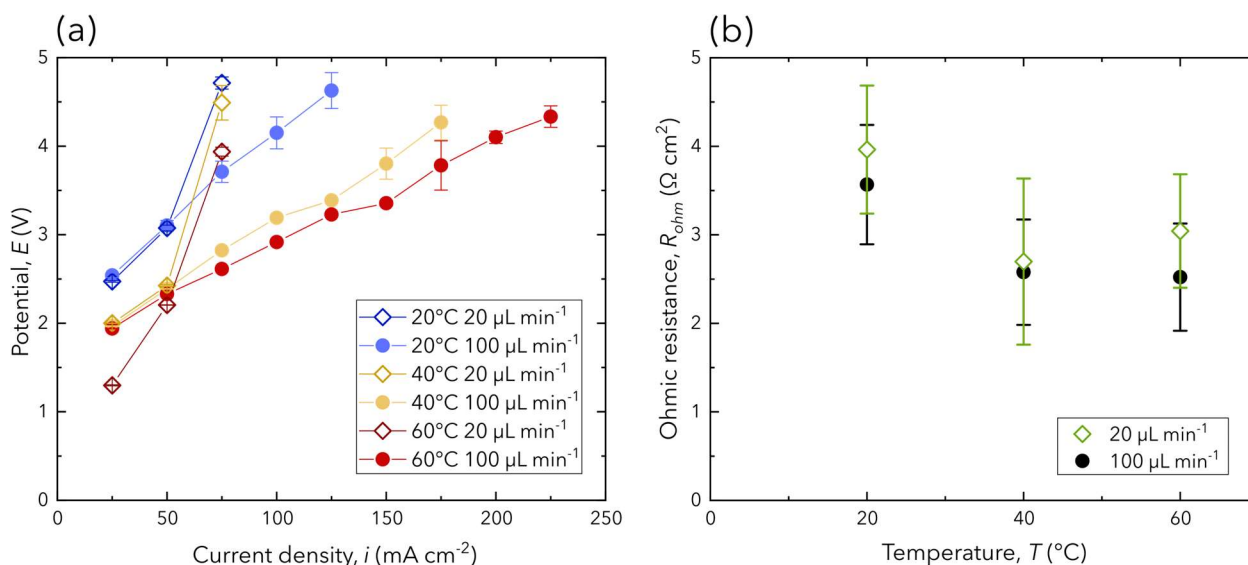 (a)
5
4
3
2
1
0
Potential, E (V)
0 50 100 150 200 250
Current density, i (mA cm-2)
20°C 20 µL min-1
20°C 100 µL min-1
40°C 20 µL min-1
40°C 100 µL min-1
60°C 20 µL min-1
60°C 100 µL min-1
(b)
5
4
3
2
1
0
Ohmic resistance, Rohm (Ω cm2)
0 20 40 60
Temperature, T (°C)
20 µL min-1
100 µL min-1